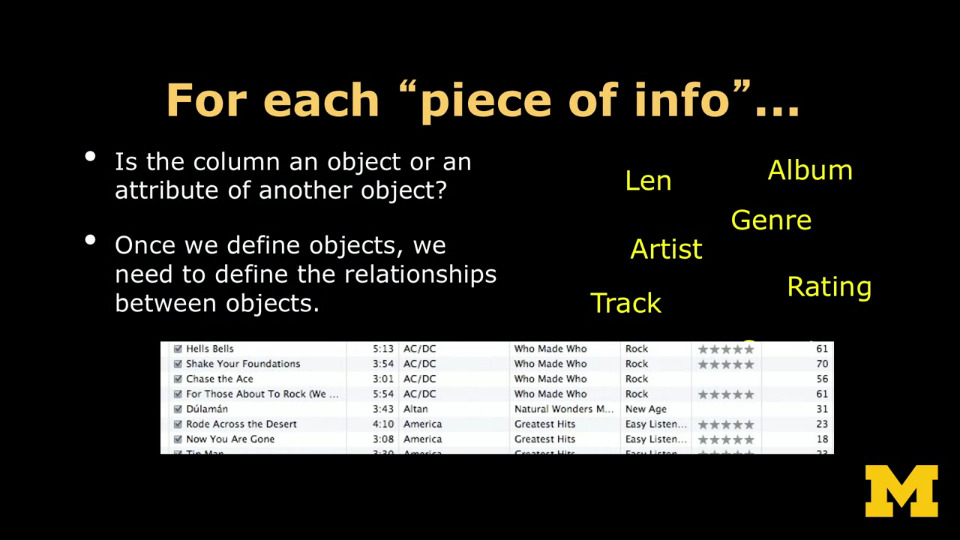 For each “piece of info”...
• Is the column an object or an
attribute of another object?
• Once we define objects, we
need to define the relationships
between objects.
Len
Album
Genre
Artist
Rating
Track
Hells Bells 5:13 AC/DC Who Made Who Rock ★★★★★ 61
Shake Your Foundations 3:54 AC/DC Who Made Who Rock ★★★★★ 70
Chase the Ace 3:01 AC/DC Who Made Who Rock 56
For Those About To Rock (We ... 5:54 AC/DC Who Made Who Rock ★★★★★ 61
Dúlamán 3:43 Altan Natural Wonders M... New Age 31
Rode Across the Desert 4:10 America Greatest Hits Easy Listen... ★★★★★ 23
Now You Are Gone 3:08 America Greatest Hits Easy Listen... ★★★★★ 18
Tin Man 3:30 America Greatest Hits Easy Listen 23
M